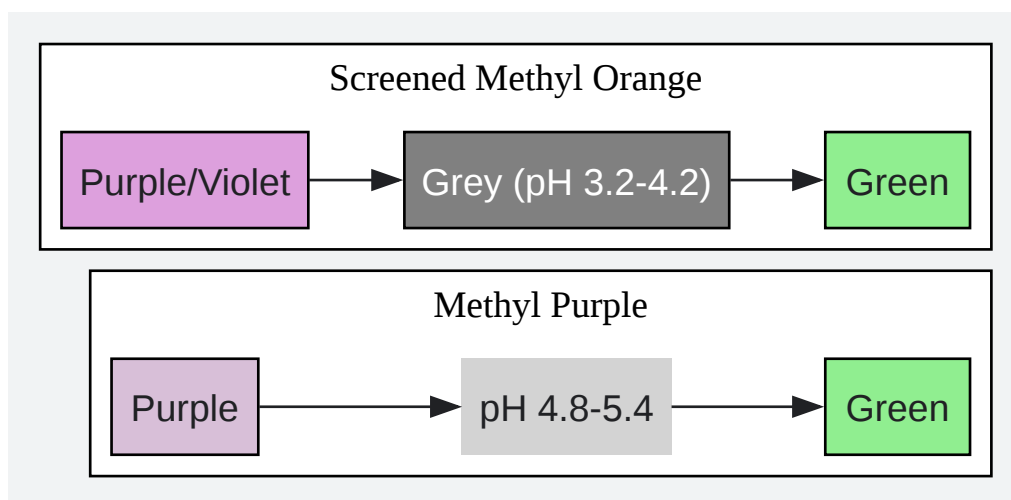 Screened Methyl Orange
Purple/Violet
Grey (pH 3.2-4.2)
Green
Methyl Purple
Purple
pH 4.8-5.4
Green